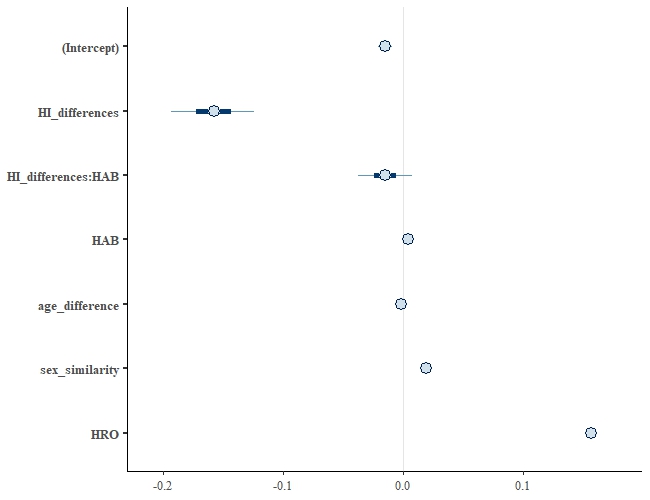 (Intercept)
HI_differences
HI_differences:HAB
HAB
age_difference
sex_similarity
HRO
-0.2 -0.1 0.0 0.1